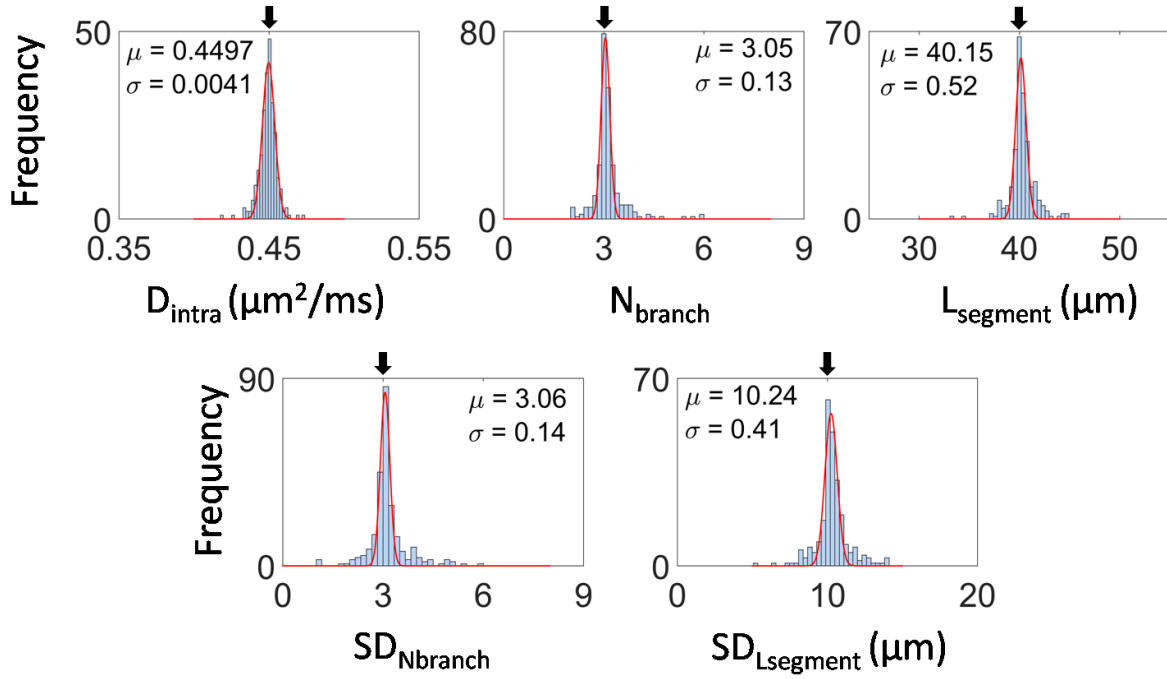 Frequency
50
0
μ = 0.4497
σ = 0.0041
0.35
0.45
0.55
D_intra (μm²/ms)
80
0
μ = 3.05
σ = 0.13
0
3
6
9
N_branch
70
0
μ = 40.15
σ = 0.52
30
40
50
L_segment (μm)
Frequency
90
0
μ = 3.06
σ = 0.14
0
3
6
9
SD_Nbranch
70
0
μ = 10.24
σ = 0.41
0
10
20
SD_Lsegment (μm)